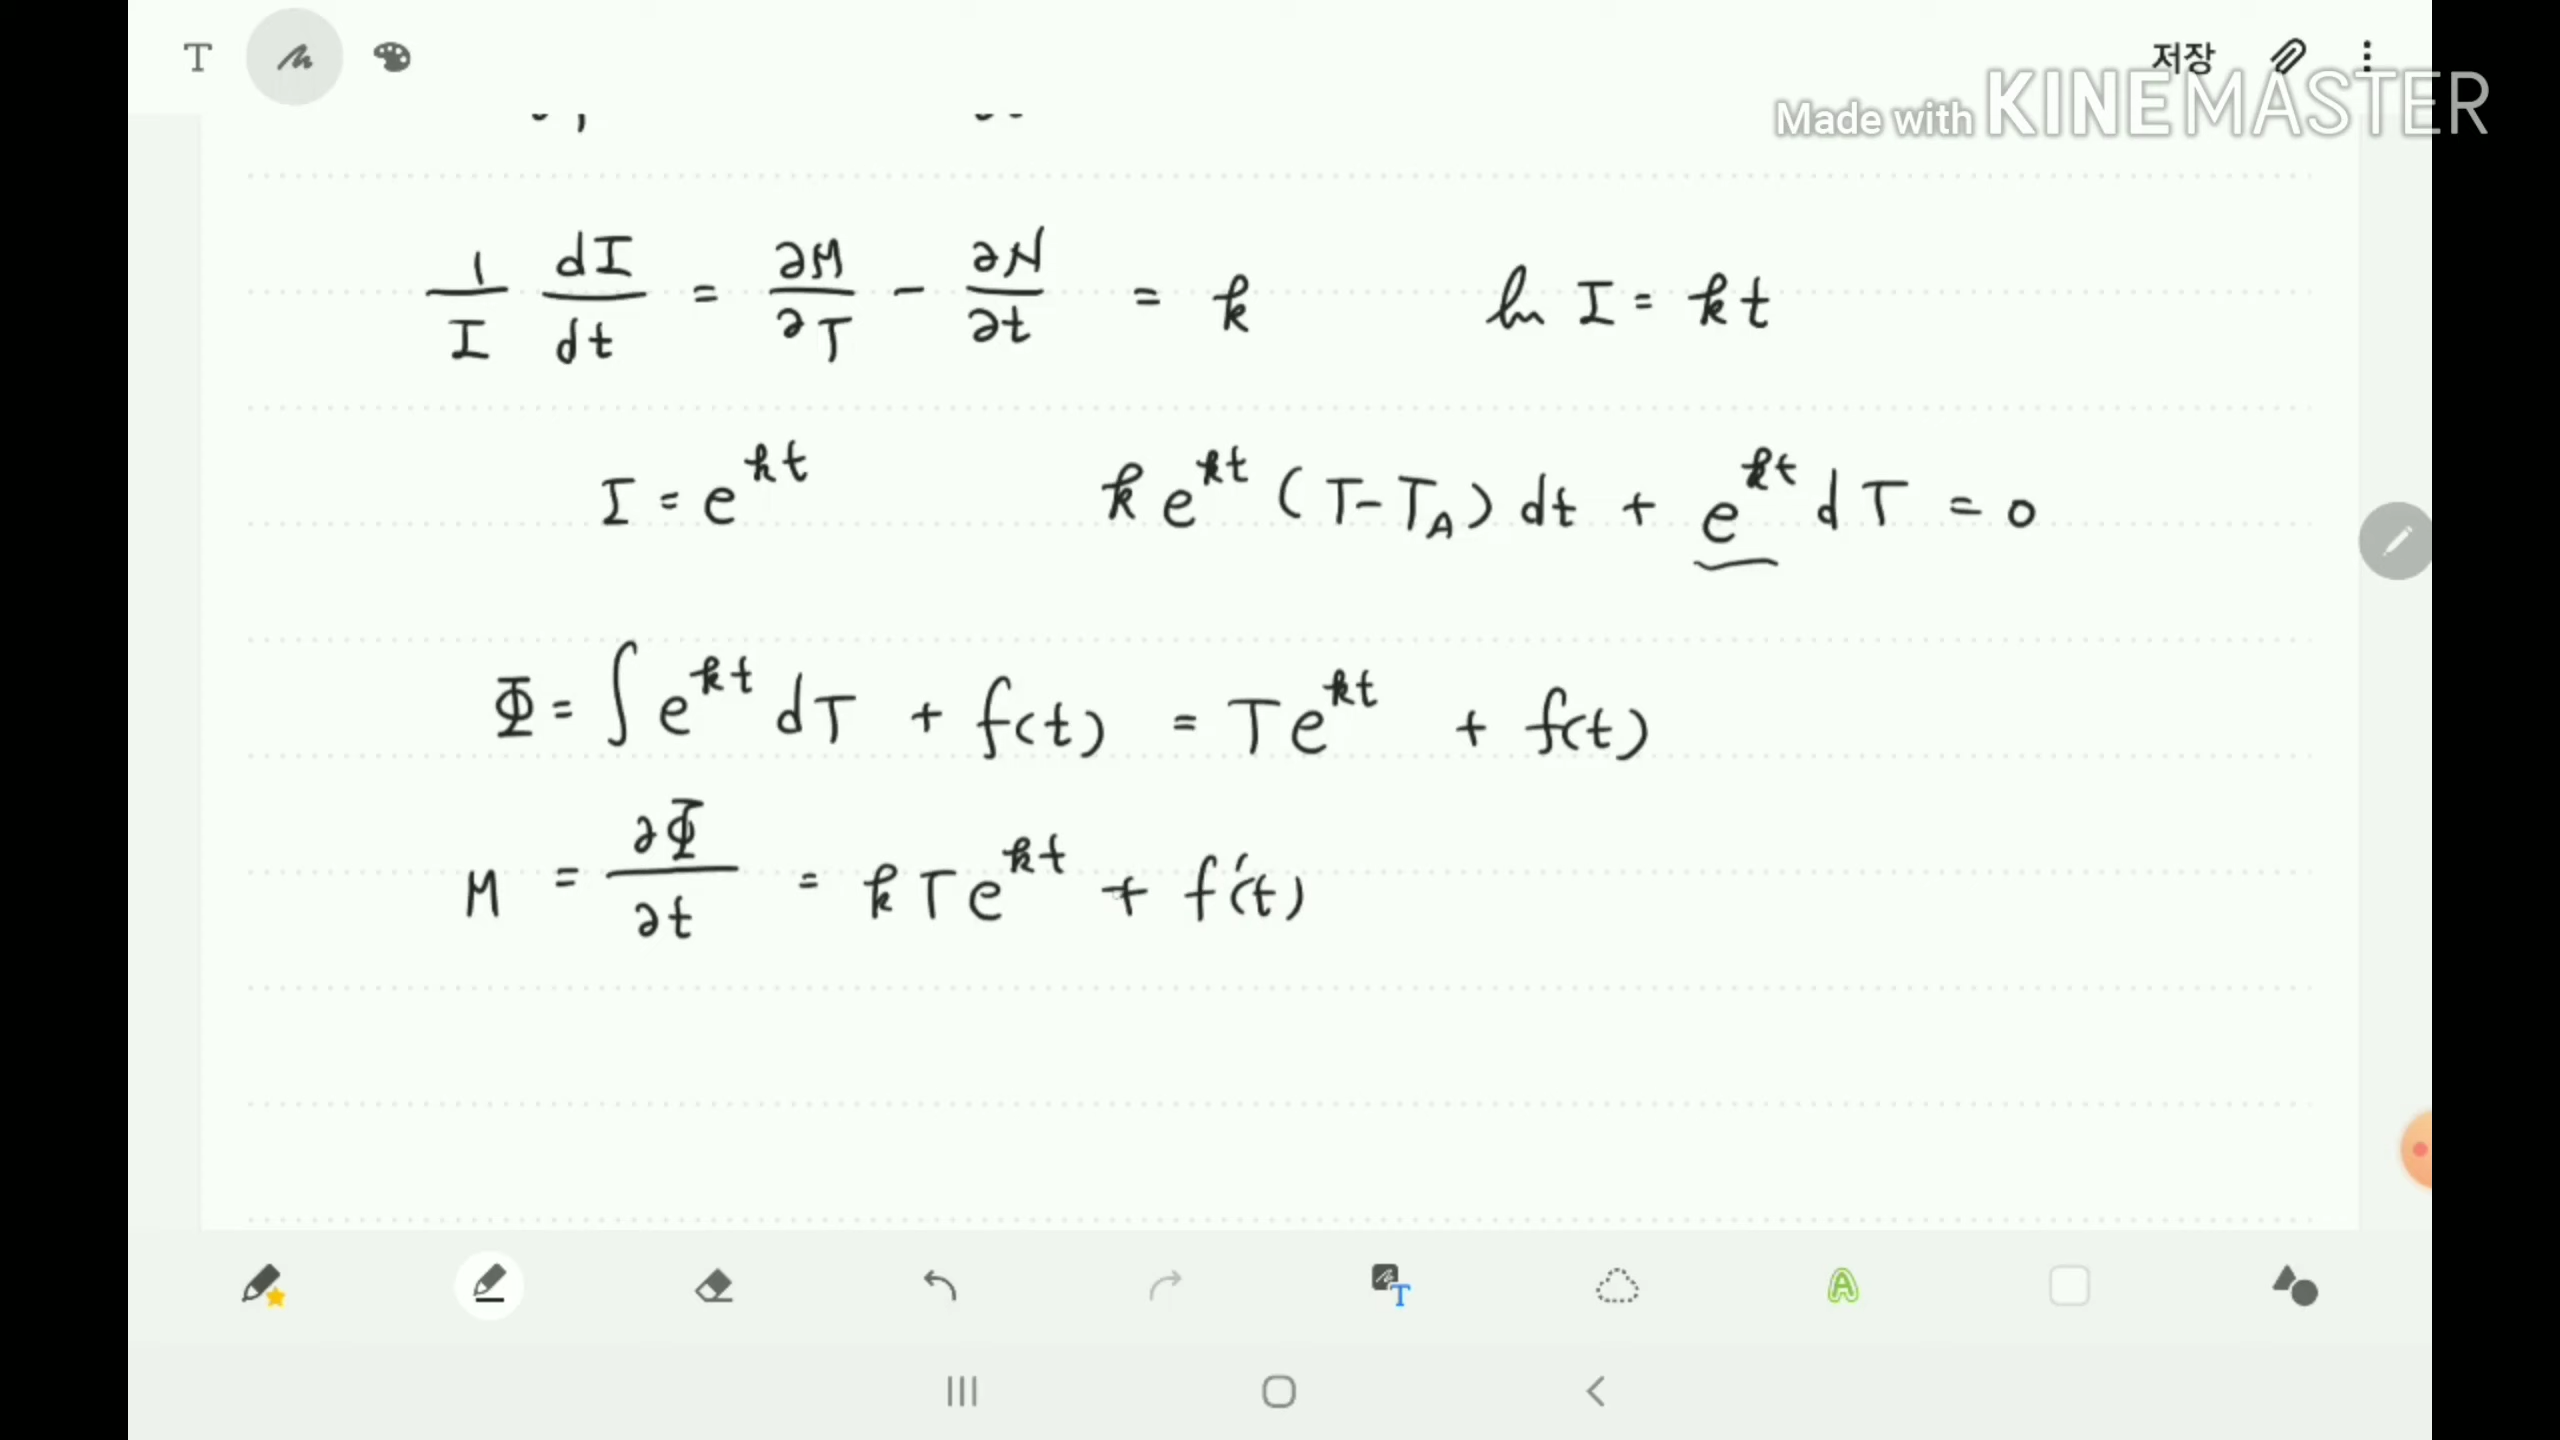 T 저장
Made with KINEMASTER
1/I dI/dt = ∂M/∂T - ∂N/∂t = k ln I = kt
I = e^{kt} k e^{kt} (T-T_A) dt + e^{kt} dT = 0
Φ = ∫ e^{kt} dT + f(t) = T e^{kt} + f(t)
M = ∂Φ/∂t = k T e^{kt} + f'(t)
T A